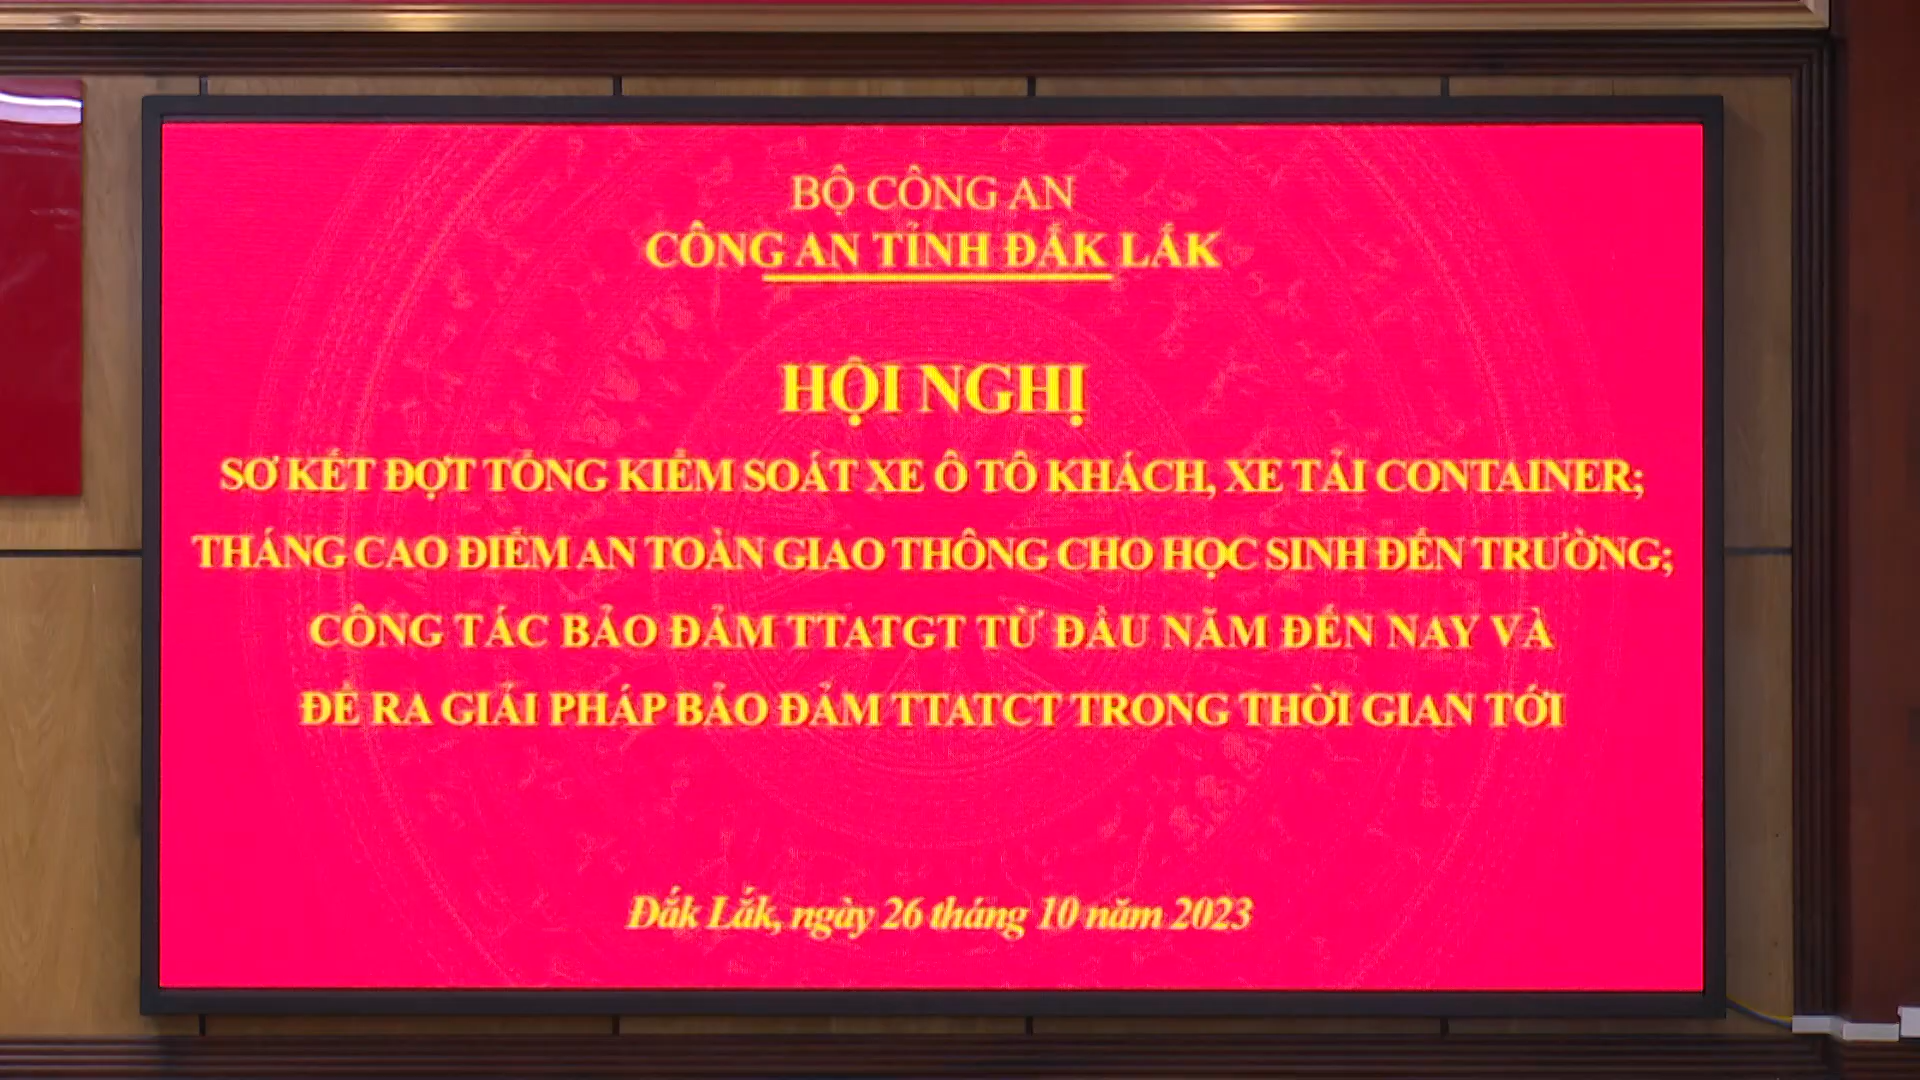 BỘ CÔNG AN
CÔNG AN TỈNH ĐẮK LẮK
HỘI NGHỊ
SƠ KẾT ĐỢT TỔNG KIỂM SOÁT XE Ô TÔ KHÁCH, XE TẢI CONTAINER;
THÁNG CAO ĐIỂM AN TOÀN GIAO THÔNG CHO HỌC SINH ĐẾN TRƯỜNG;
CÔNG TÁC BẢO ĐẢM TTATGT TỪ ĐẦU NĂM ĐẾN NAY VÀ
ĐỀ RA GIẢI PHÁP BẢO ĐẢM TTATCT TRONG THỜI GIAN TỚI
Đắk Lắk, ngày 26 tháng 10 năm 2023